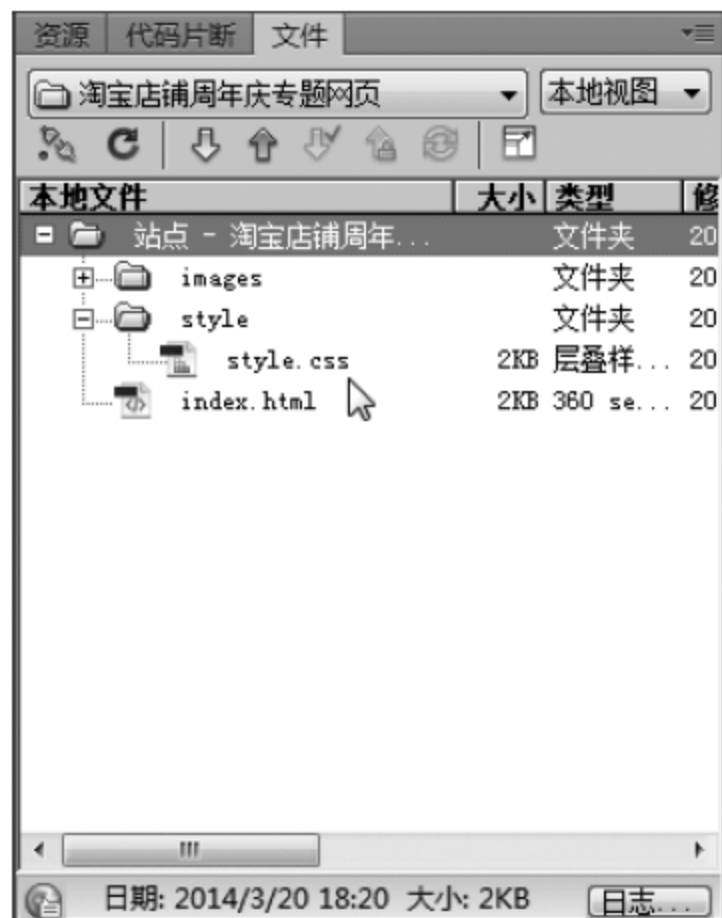 资源 代码片断 文件
淘宝店铺周年庆专题网页 本地视图
本地文件 大小 类型 修
站点 - 淘宝店铺周年... 文件夹 20
images 文件夹 20
style 文件夹 20
style.css 2KB 层叠样... 20
index.html 2KB 360 se... 20
日期: 2014/3/20 18:20 大小: 2KB 日志...